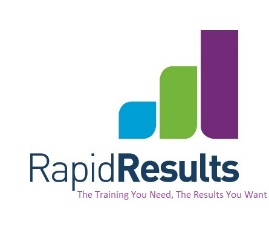 RapidResults
The Training You Need, The Results You Want